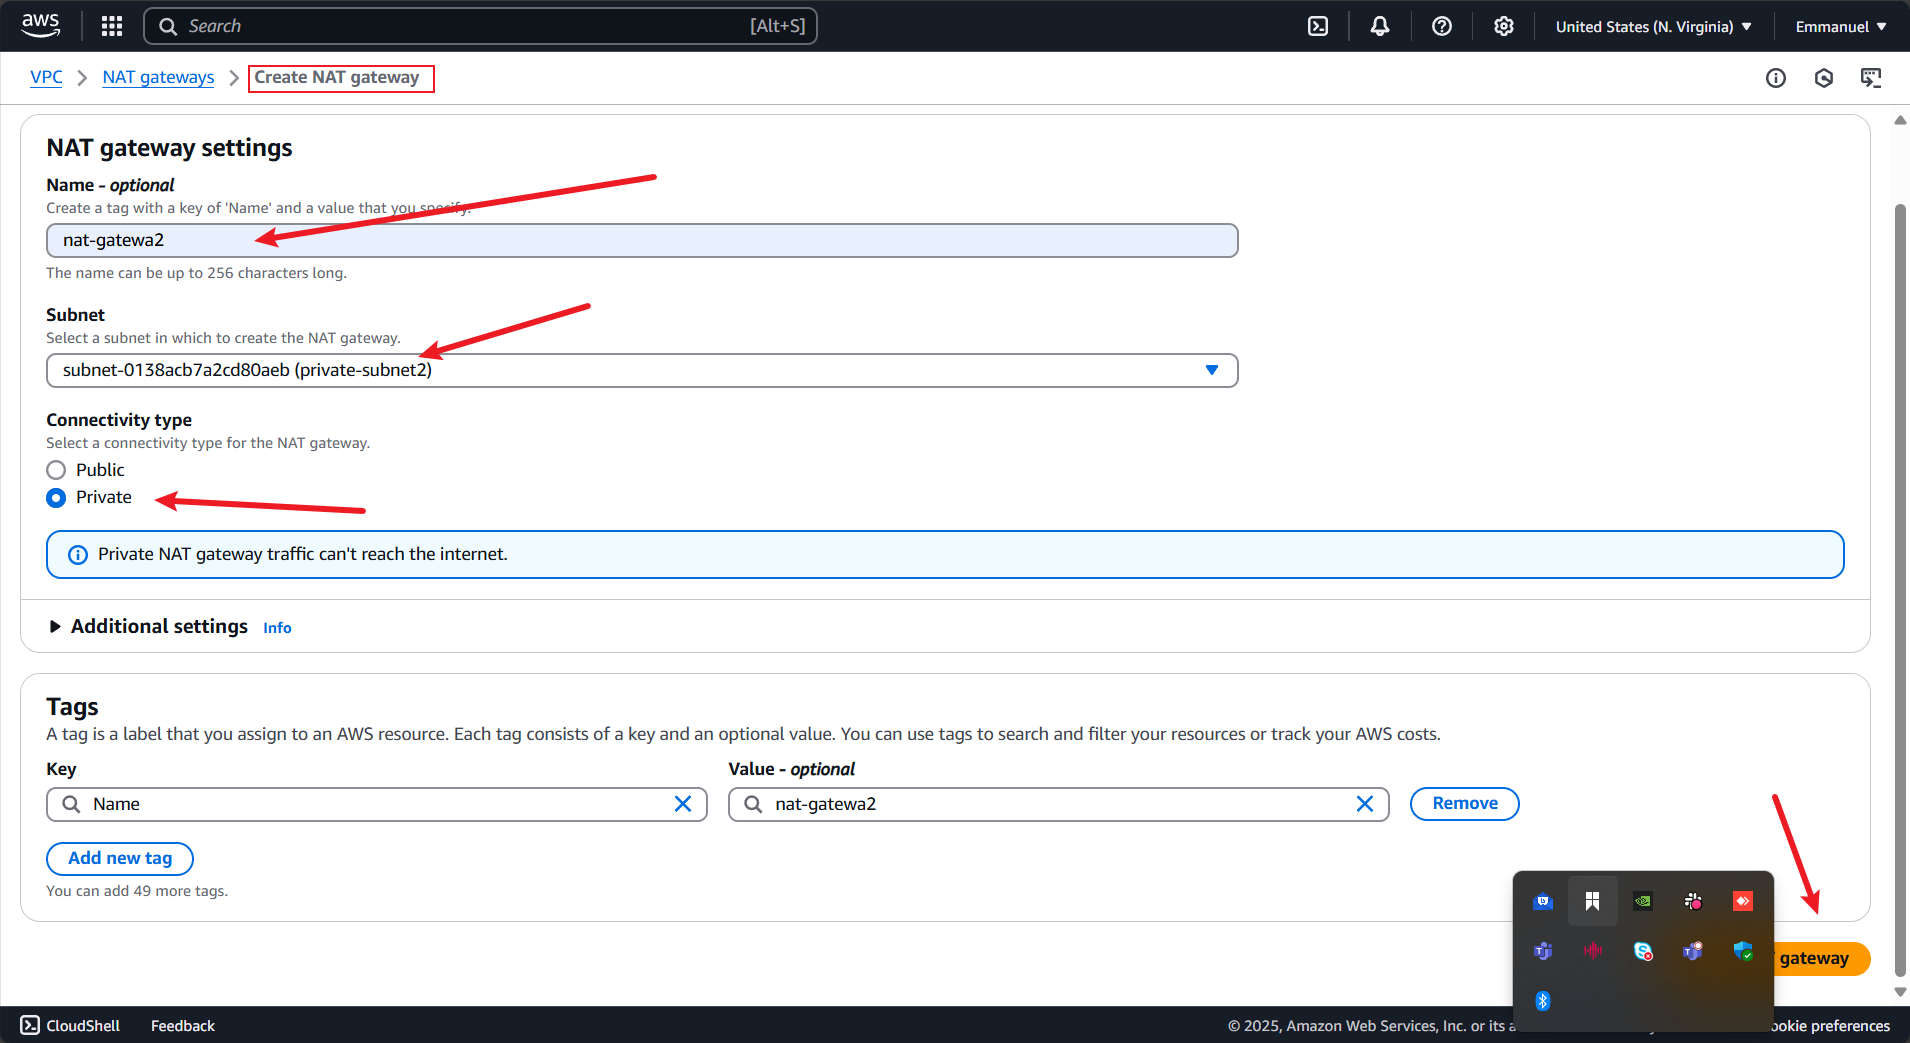 aws
Search [Alt+S]
United States (N. Virginia)
Emmanuel
VPC
NAT gateways
Create NAT gateway
NAT gateway settings
Name - optional
Create a tag with a key of 'Name' and a value that you specify.
nat-gatewa2
The name can be up to 256 characters long.
Subnet
Select a subnet in which to create the NAT gateway.
subnet-0138acb7a2cd80aeb (private-subnet2)
Connectivity type
Select a connectivity type for the NAT gateway.
Public
Private
Private NAT gateway traffic can't reach the internet.
Additional settings Info
Tags
A tag is a label that you assign to an AWS resource. Each tag consists of a key and an optional value. You can use tags to search and filter your resources or track your AWS costs.
Key
Value - optional
Name
nat-gatewa2
Remove
Add new tag
You can add 49 more tags.
gateway
CloudShell
Feedback
© 2025, Amazon Web Services, Inc. or its
preferences